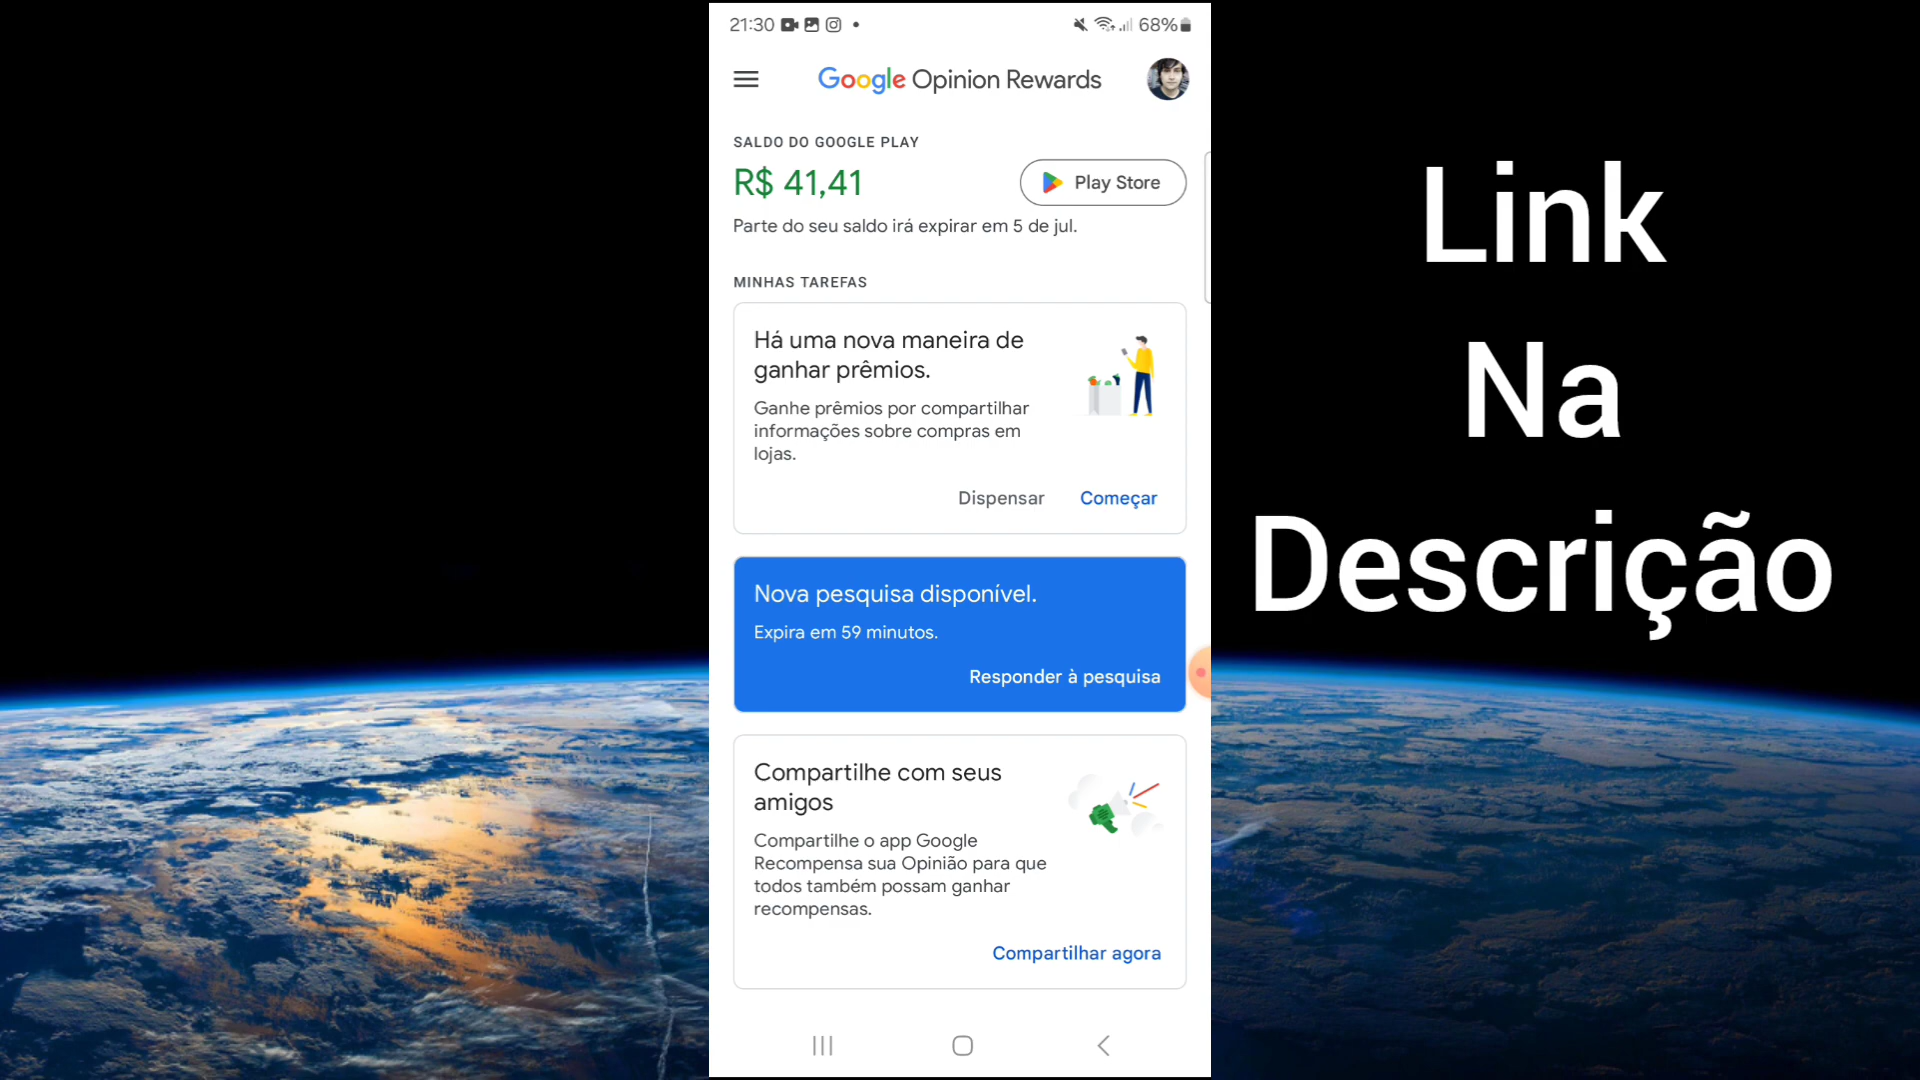 21:30
68%
Google Opinion Rewards
SALDO DO GOOGLE PLAY
R$ 41,41
Play Store
Parte do seu saldo irá expirar em 5 de jul.
MINHAS TAREFAS
Há uma nova maneira de
ganhar prêmios.
Ganhe prêmios por compartilhar
informações sobre compras em
lojas.
Dispensar
Começar
Nova pesquisa disponível.
Expira em 59 minutos.
Responder à pesquisa
Compartilhe com seus
amigos
Compartilhe o app Google
Recompensa sua Opinião para que
todos também possam ganhar
recompensas.
Compartilhar agora
Link
Na
Descrição